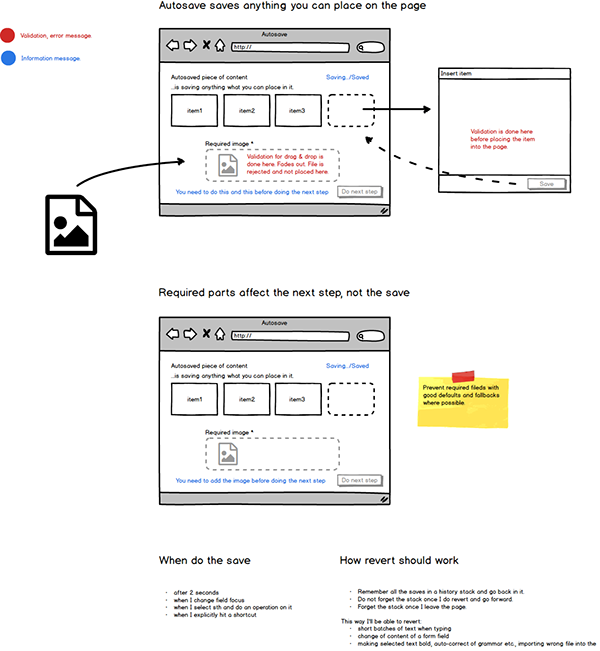 Autosave saves anything you can place on the page
Validation, error message
Information message
Autosave
http://
Autosaved piece of content
Saving../Saved
...is saving anything what you can place in it.
item1
item2
item3
Required image *
Validation for drag & drop is
done here. Fades out. File is
rejected and not placed here.
You need to do this and this before doing the next step
Do next step
Insert item
Validation is done here
before placing the item
into the page.
Save
Required parts affect the next step, not the save
Autosave
http://
Autosaved piece of content
Saving../Saved
...is saving anything what you can place in it.
item1
item2
item3
Required image *
You need to add the image before doing the next step
Do next step
Prevent required fileds with
good defaults and fallbacks
where possible.
When do the save
- after 2 seconds
- when I change field focus
- when I select sth and do an operation on it
- when I explicitly hit a shortcut
How revert should work
- Remember all the saves in a history stack and go back in it.
- Do not forget the stack once I do revert and go forward.
- Forget the stack once I leave the page.
This way I'll be able to revert:
- short batches of text when typing
- change of content of a form field
- making selected text bold, auto-correct of grammar etc., importing wrong file into the